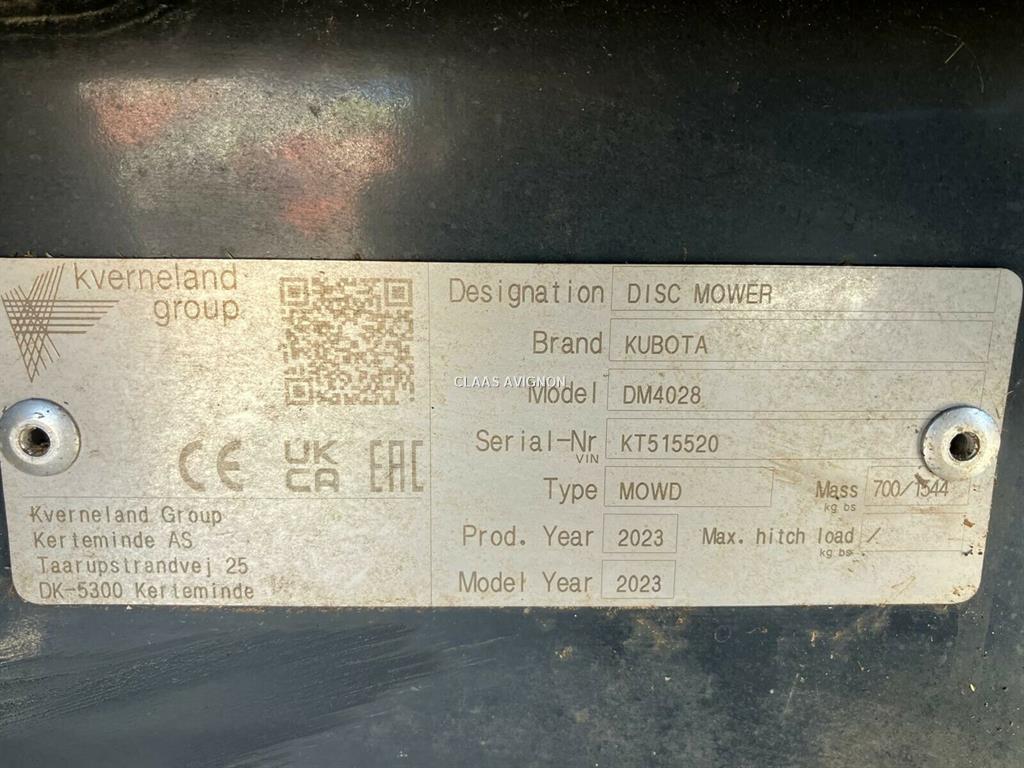 kverneland
group
CE UK CA EAC
Kverneland Group
Kerteminde AS
Taarupstrandvej 25
DK-5300 Kerteminde
Designation DISC MOWER
Brand KUBOTA
CLAAS AVIGNON
Model DM4028
Serial-Nr KT515520
VIN
Type MOWD Mass 700/1544
kg bs
Prod. Year 2023 Max. hitch load /
kg bs
Model Year 2023